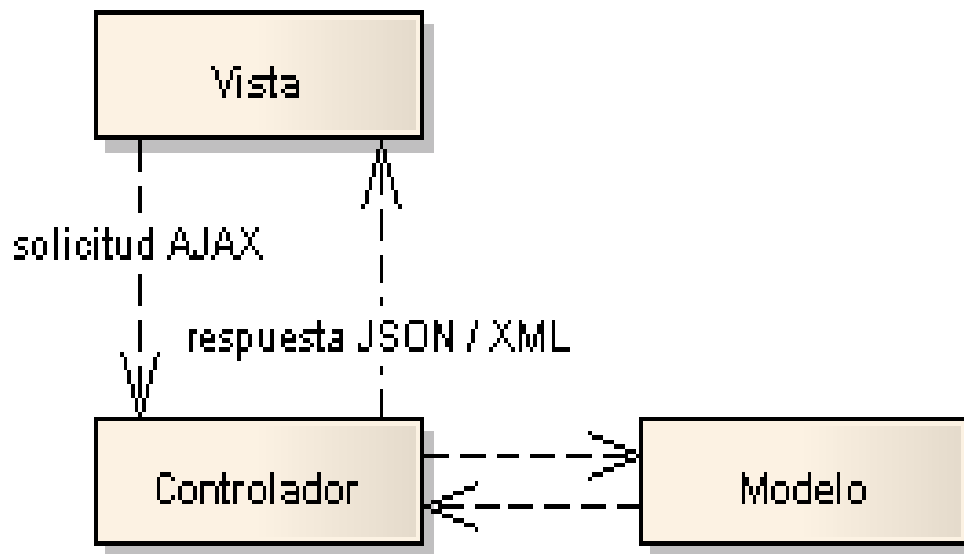 Vista
solicitud AJAX
respuesta JSON / XML
Controlador
Modelo